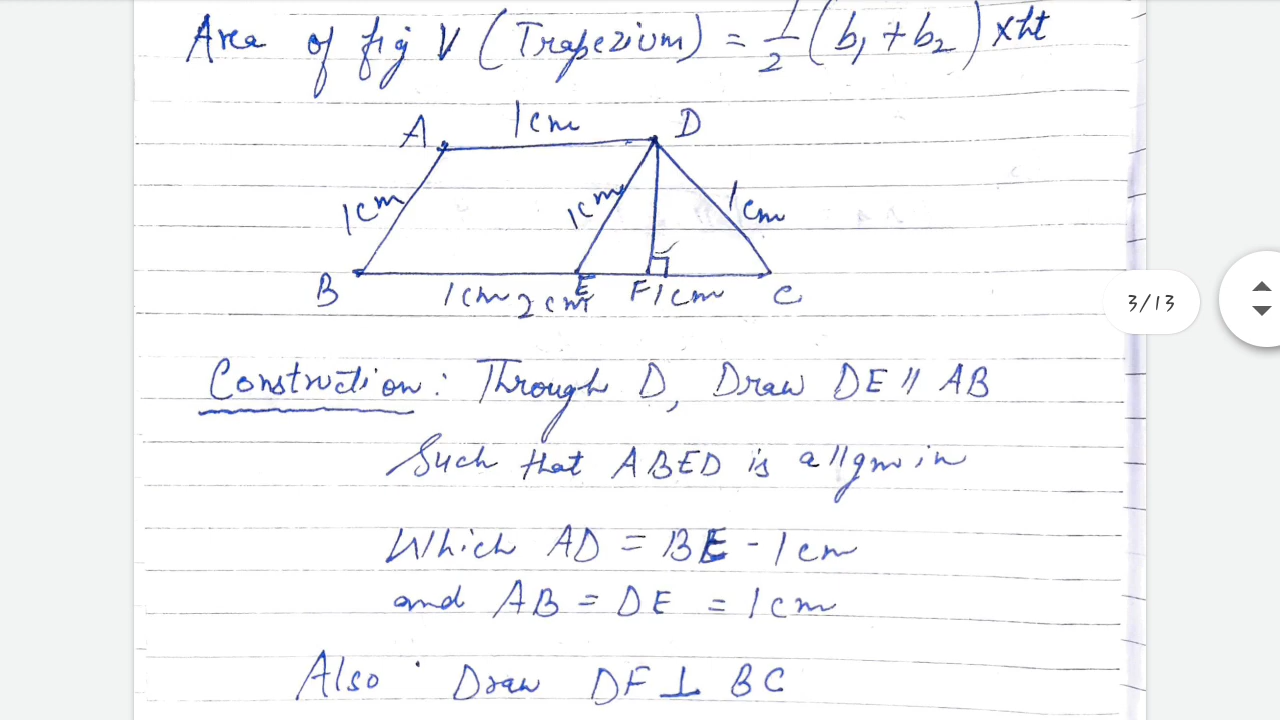 Area of fig V (Trapezium) = 1/2 (b₁ + b₂) x ht
A 1cm D
1cm 1cm 1cm
B 1cm 2cm E F 1cm C
3/13
Construction: Through D, Draw DE // AB
Such that ABED is a //gm in
Which AD = BE - 1cm
and AB = DE = 1cm
Also Draw DF ⊥ BC